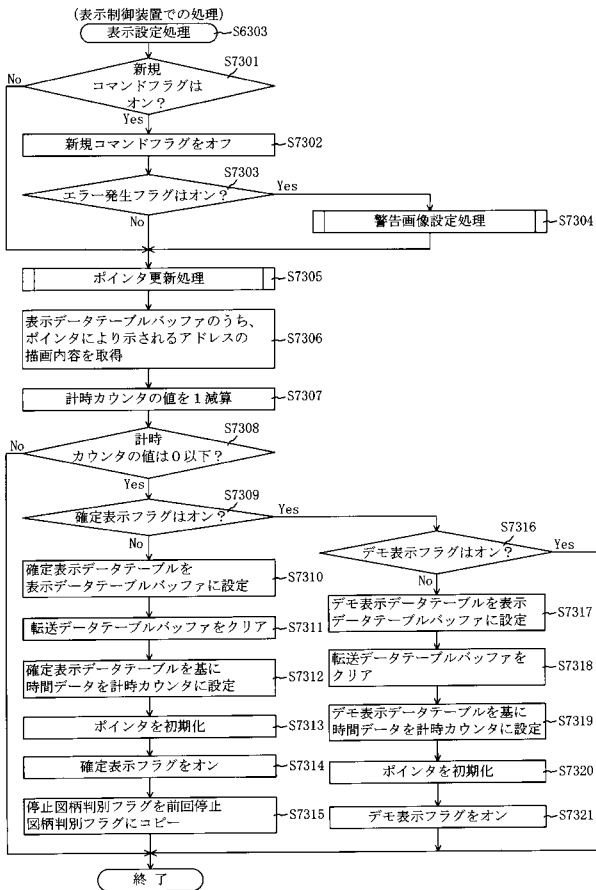 (表示制御装置での処理)
表示設定処理
S6303
S7301
新規
コマンドフラグは
オン?
No
Yes
新規コマンドフラグをオフ
S7302
S7303
エラー発生フラグはオン?
Yes
No
警告画像設定処理
S7304
ポインタ更新処理
S7305
表示データテーブルバッファのうち、
ポインタにより示されるアドレスの
描画内容を取得
S7306
計時カウンタの値を1減算
S7307
S7308
計時
カウンタの値は0以下?
No
Yes
S7309
確定表示フラグはオン?
Yes
No
S7316
デモ表示フラグはオン?
Yes
No
確定表示データテーブルを
表示データテーブルバッファに設定
S7310
転送データテーブルバッファをクリア
S7311
確定表示データテーブルを基に
時間データを計時カウンタに設定
S7312
ポインタを初期化
S7313
確定表示フラグをオン
S7314
停止図柄判別フラグを前回停止
図柄判別フラグにコピー
S7315
デモ表示データテーブルを表示
データテーブルバッファに設定
S7317
転送データテーブルバッファを
クリア
S7318
デモ表示データテーブルを基に
時間データを計時カウンタに設定
S7319
ポインタを初期化
S7320
デモ表示フラグをオン
S7321
終了